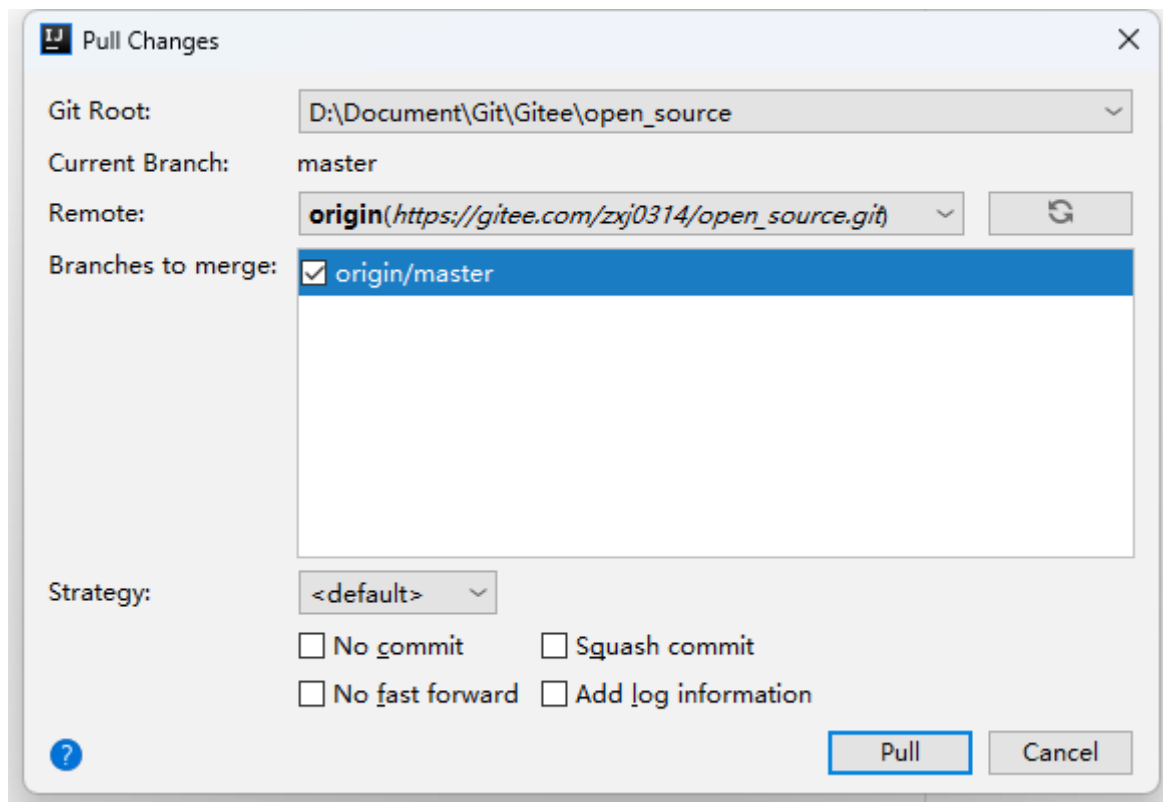 IJ Pull Changes
Git Root: D:\Document\Git\Gitee\open_source
Current Branch: master
Remote: origin(https://gitee.com/zxj0314/open_source.git)
Branches to merge: origin/master
Strategy: <default>
No commit Squash commit
No fast forward Add log information
? Pull Cancel